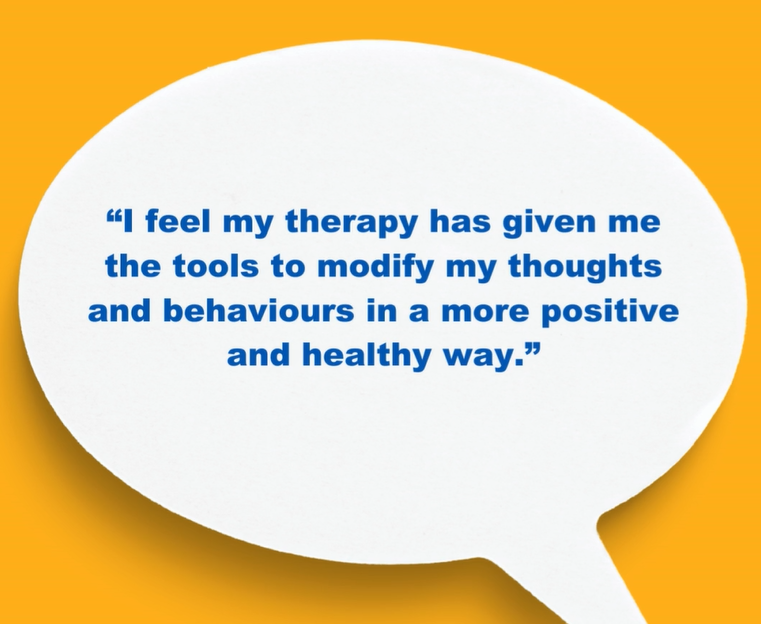 “I feel my therapy has given me
the tools to modify my thoughts
and behaviours in a more positive
and healthy way.”